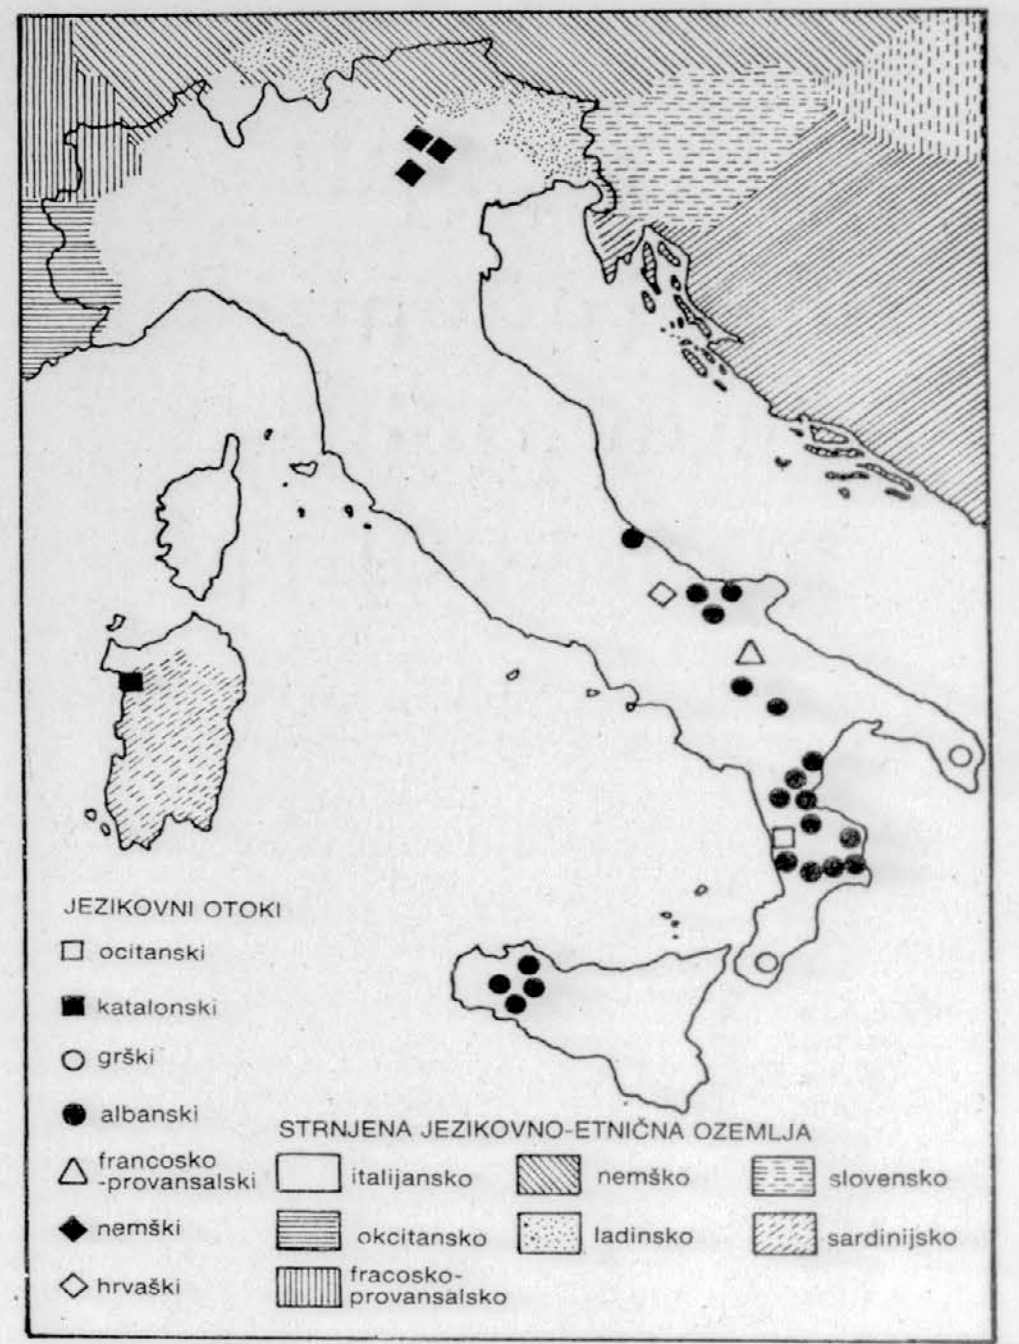 JEZIKOVNI OTOKI
ocitanski
katalonski
grški
albanski
francosko
-provansalski
nemški
hrvaški
STRNJENA JEZIKOVNO-ETNIČNA OZEMLJA
italijansko
nemško
slovensko
okcitansko
ladinsko
sardinijsko
fracosko-
provansalsko